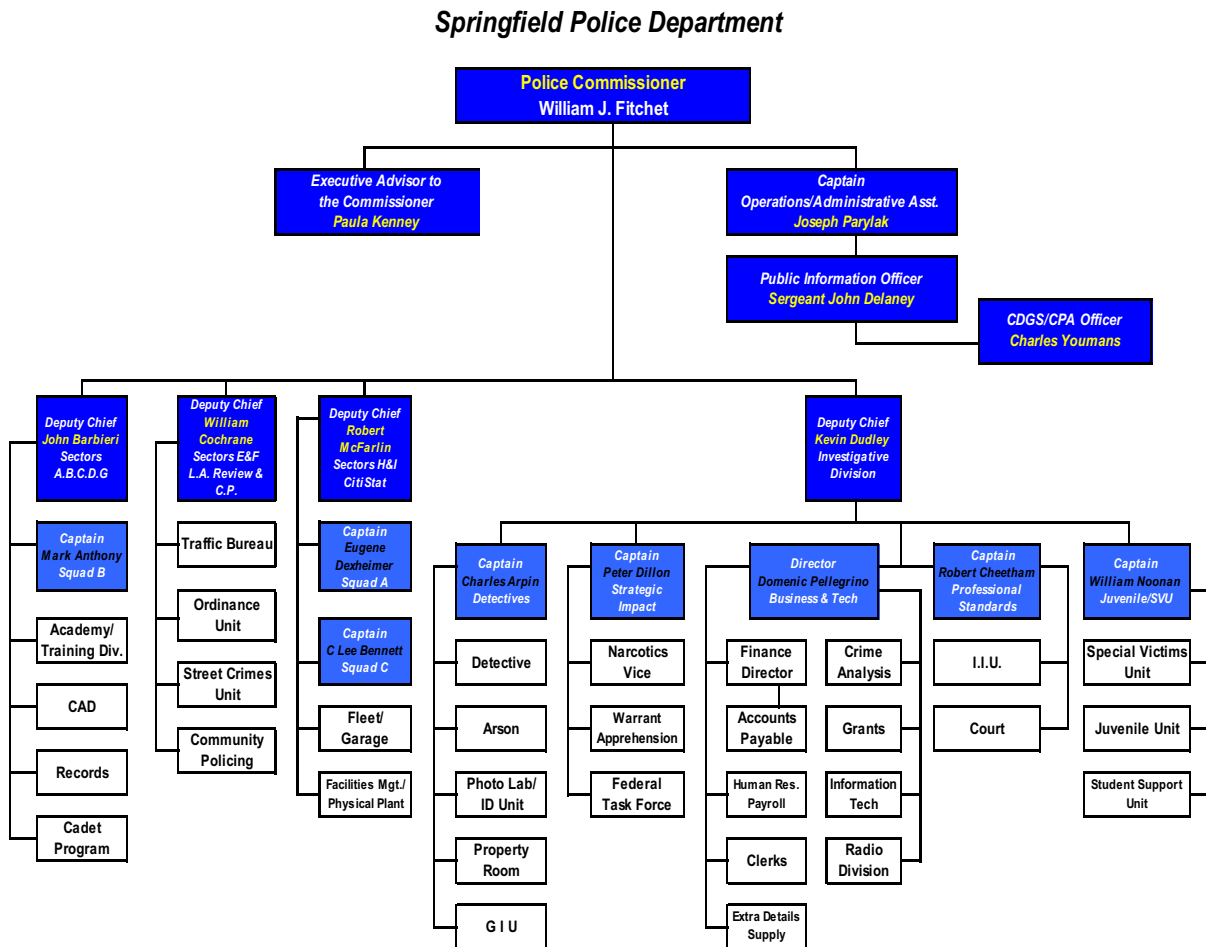 Springfield Police Department
Police Commissioner
William J. Fitchet
Executive Advisor to
the Commissioner
Paula Kenney
Captain
Operations/Administrative Asst.
Joseph Parylak
Public Information Officer
Sergeant John Delaney
CDGS/CPA Officer
Charles Youmans
Deputy Chief
John Barbieri
Sectors
A.B.C.D.G
Deputy Chief
William
Cochrane
Sectors E&F
L.A. Review &
C.P.
Deputy Chief
Robert
McFarlin
Sectors H&I
CitiStat
Deputy Chief
Kevin Dudley
Investigative
Division
Captain
Mark Anthony
Squad B
Academy/
Training Div.
CAD
Records
Cadet
Program
Traffic Bureau
Ordinance
Unit
Street Crimes
Unit
Community
Policing
Captain
Eugene
Dexheimer
Squad A
Captain
C Lee Bennett
Squad C
Fleet/
Garage
Facilities Mgt./
Physical Plant
Captain
Charles Arpin
Detectives
Detective
Arson
Photo Lab/
ID Unit
Property
Room
G I U
Captain
Peter Dillon
Strategic
Impact
Narcotics
Vice
Warrant
Apprehension
Federal
Task Force
Director
Domenic Pellegrino
Business & Tech
Finance
Director
Accounts
Payable
Human Res.
Payroll
Clerks
Extra Details
Supply
Crime
Analysis
Grants
Information
Tech
Radio
Division
Captain
Robert Cheetham
Professional
Standards
I.I.U.
Court
Captain
William Noonan
Juvenile/SVU
Special Victims
Unit
Juvenile Unit
Student Support
Unit